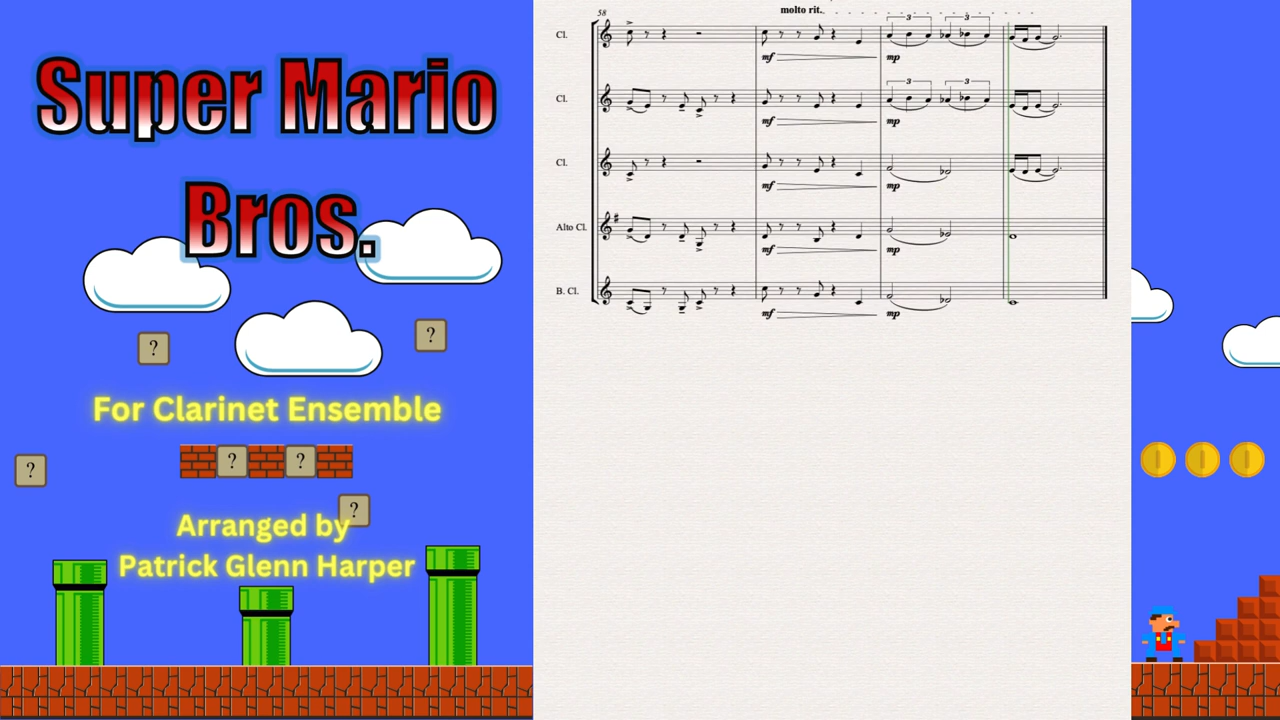 Super Mario
Bros.
?
?
For Clarinet Ensemble
? ?
?
?
Arranged by
Patrick Glenn Harper
58
molto rit.
Cl.
3 3
mf mp
Cl.
3 3
mf mp
Cl.
mf mp
Alto Cl.
mf mp
B. Cl.
mf mp